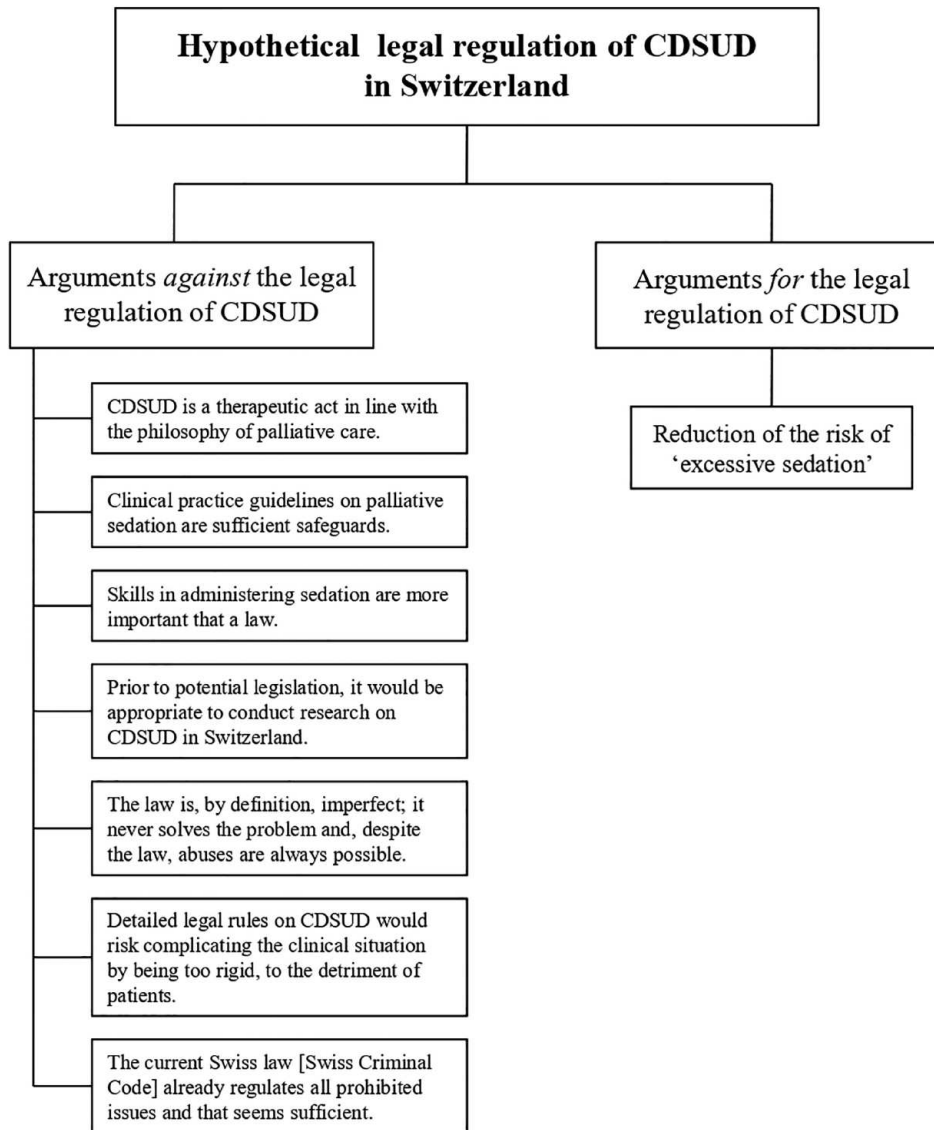 Hypothetical legal regulation of CDSUD
in Switzerland
Arguments against the legal
regulation of CDSUD
CDSUD is a therapeutic act in line with
the philosophy of palliative care.
Clinical practice guidelines on palliative
sedation are sufficient safeguards.
Skills in administering sedation are more
important that a law.
Prior to potential legislation, it would be
appropriate to conduct research on
CDSUD in Switzerland.
The law is, by definition, imperfect; it
never solves the problem and, despite
the law, abuses are always possible.
Detailed legal rules on CDSUD would
risk complicating the clinical situation
by being too rigid, to the detriment of
patients.
The current Swiss law [Swiss Criminal
Code] already regulates all prohibited
issues and that seems sufficient.
Arguments for the legal
regulation of CDSUD
Reduction of the risk of
‘excessive sedation’